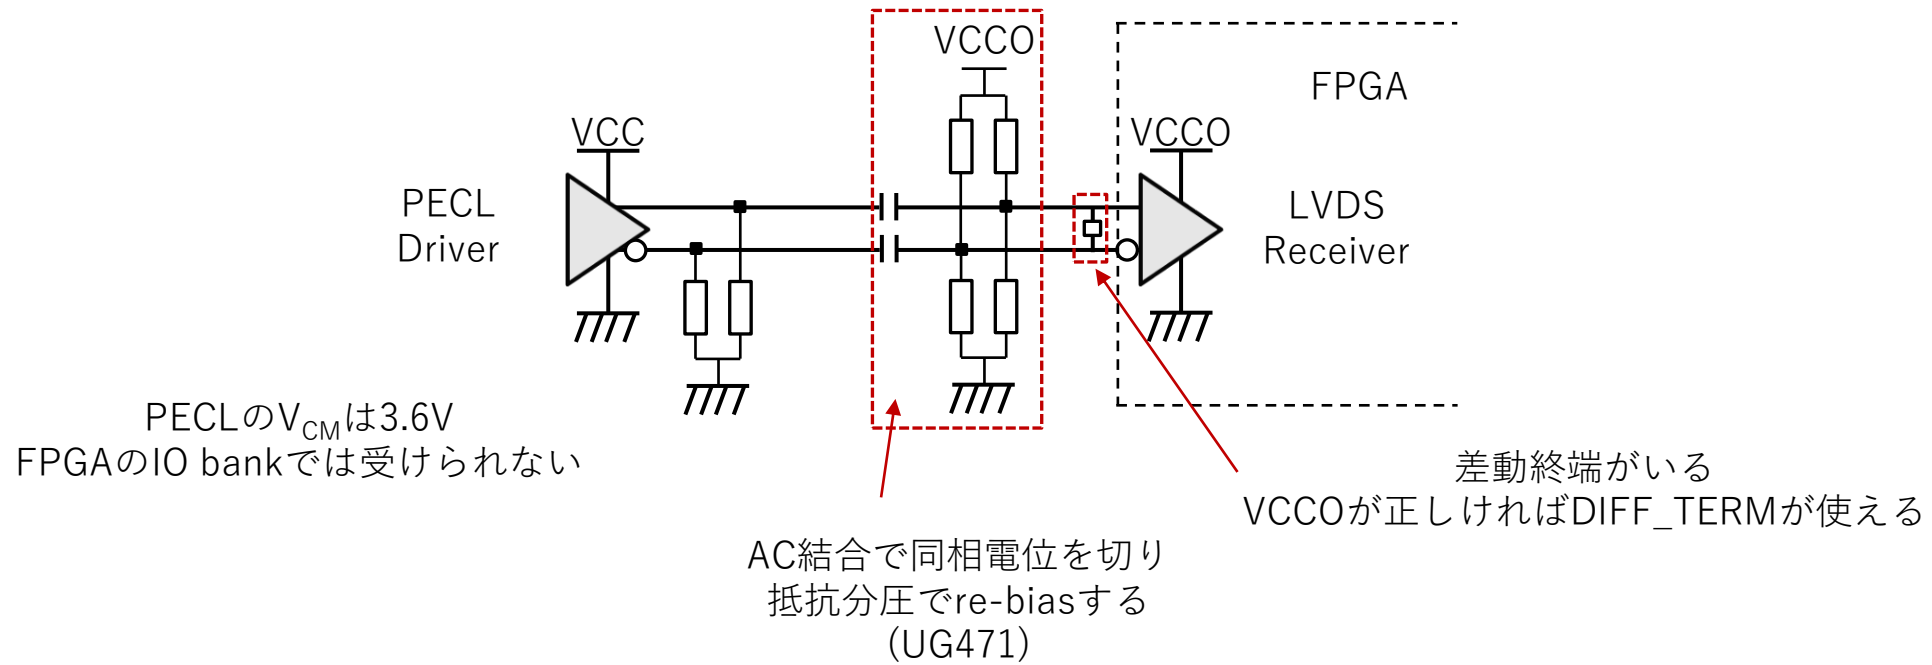 VCCO
FPGA
VCC
VCCO
PECL
Driver
LVDS
Receiver
PECLのVCMは3.6V
FPGAのIO bankでは受けられない
差動終端がいる
VCCOが正しければDIFF_TERMが使える
AC結合で同相電位を切り
抵抗分圧でre-biasする
(UG471)